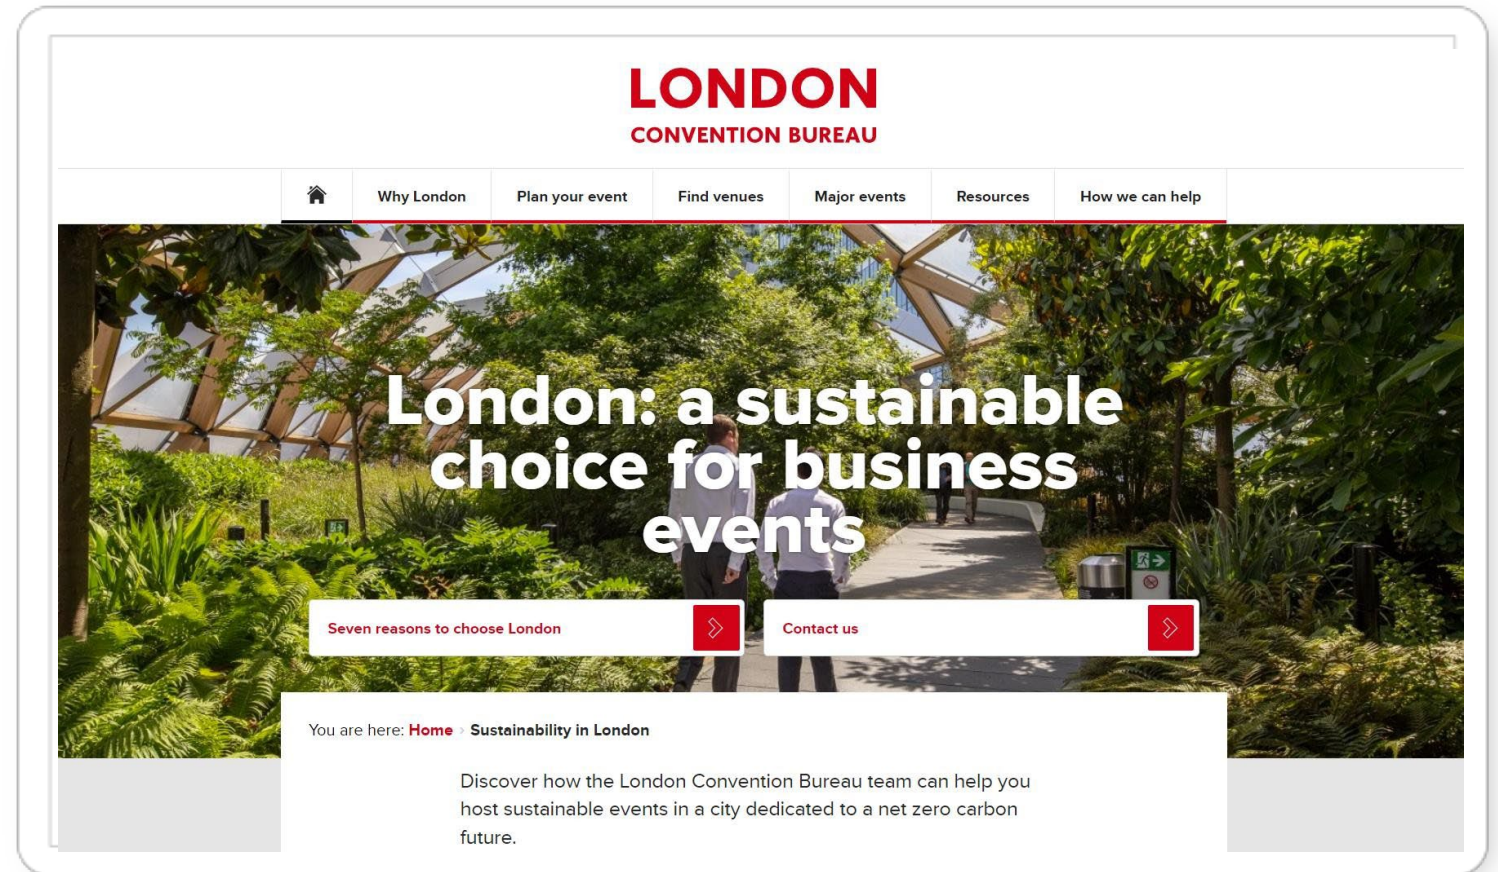 LONDON
CONVENTION BUREAU
Why London
Plan your event
Find venues
Major events
Resources
How we can help
London: a sustainable
choice for business
events
Seven reasons to choose London
Contact us
You are here: Home › Sustainability in London
Discover how the London Convention Bureau team can help you
host sustainable events in a city dedicated to a net zero carbon
future.